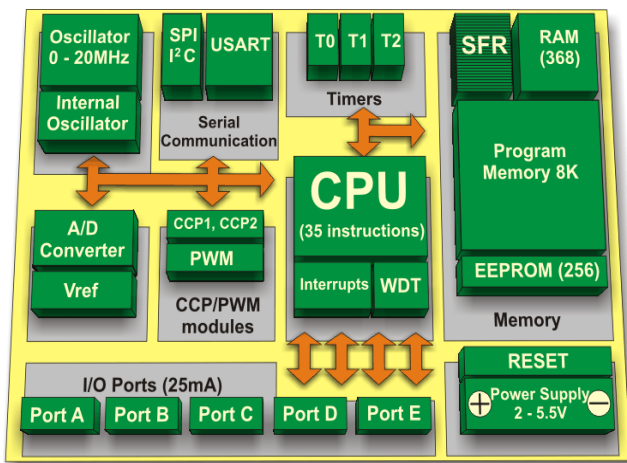 Oscillator
0 - 20MHz
Internal
Oscillator
SPI
I²C
USART
Serial
Communication
T0
T1
T2
Timers
SFR
RAM
(368)
Program
Memory 8K
EEPROM (256)
Memory
CPU
(35 instructions)
Interrupts
WDT
A/D
Converter
Vref
CCP1, CCP2
PWM
CCP/PWM
modules
I/O Ports (25mA)
Port A
Port B
Port C
Port D
Port E
RESET
+
Power Supply
2 - 5.5V
−